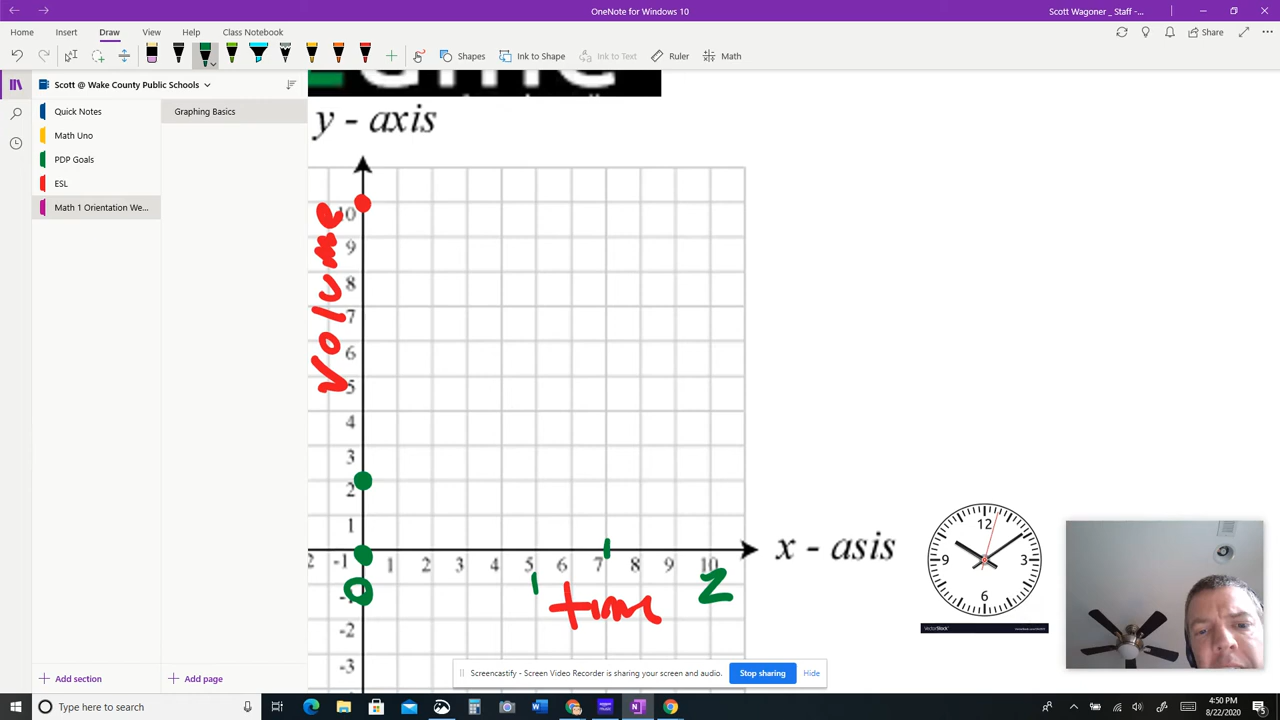 OneNote for Windows 10
Scott Wagoner _ Staff -...
Home Insert Draw View Help Class Notebook
Share
Shapes Ink to Shape Ink to Text Ruler Math
Scott @ Wake County Public Schools
Quick Notes
Math Uno
PDP Goals
ESL
Math 1 Orientation We...
Graphing Basics
y - axis
volume
10
9
8
7
6
5
4
3
2
1
2 -1 1 2 3 4 5 6 7 8 9 10
x - asis
0 1 time 2
-2
-3
12
3
6
9
VectorStock
Add section
Add page
Screencastify - Screen Video Recorder is sharing your screen and audio.
Stop sharing
Hide
Type here to search
4:50 PM
8/22/2020